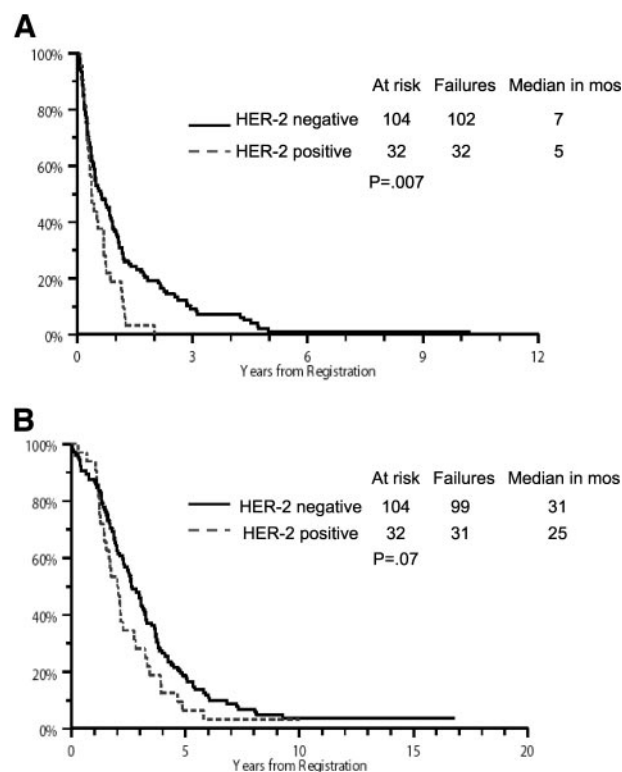 A
100%
80%
60%
40%
20%
0%
At risk Failures Median in mos
HER-2 negative 104 102 7
HER-2 positive 32 32 5
P=.007
0 3 6 9 12
Years from Registration
B
100%
80%
60%
40%
20%
0%
At risk Failures Median in mos
HER-2 negative 104 99 31
HER-2 positive 32 31 25
P=.07
0 5 10 15 20
Years from Registration